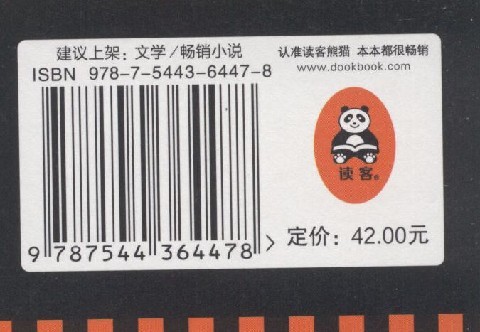 建议上架：文学／畅销小说
认准读客熊猫 本本都很畅销
ISBN 978-7-5443-6447-8
www.dookbook.com
读客®
9 787544 364478 >
定价：42.00元